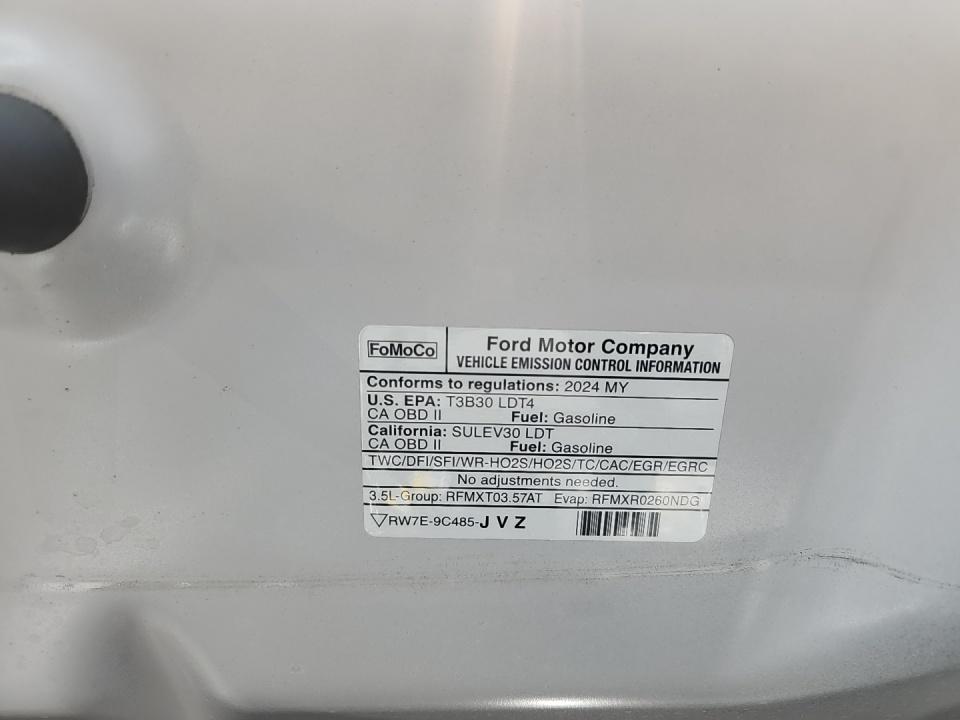 FoMoCo
Ford Motor Company
VEHICLE EMISSION CONTROL INFORMATION
Conforms to regulations: 2024 MY
U.S. EPA: T3B30 LDT4
CA OBD II Fuel: Gasoline
California: SULEV30 LDT
CA OBD II Fuel: Gasoline
TWC/DFI/SFI/WR-HO2S/HO2S/TC/CAC/EGR/EGRC
No adjustments needed.
3.5L-Group: RFMXT03.57AT Evap: RFMXR0260NDG
RW7E-9C485-J V Z